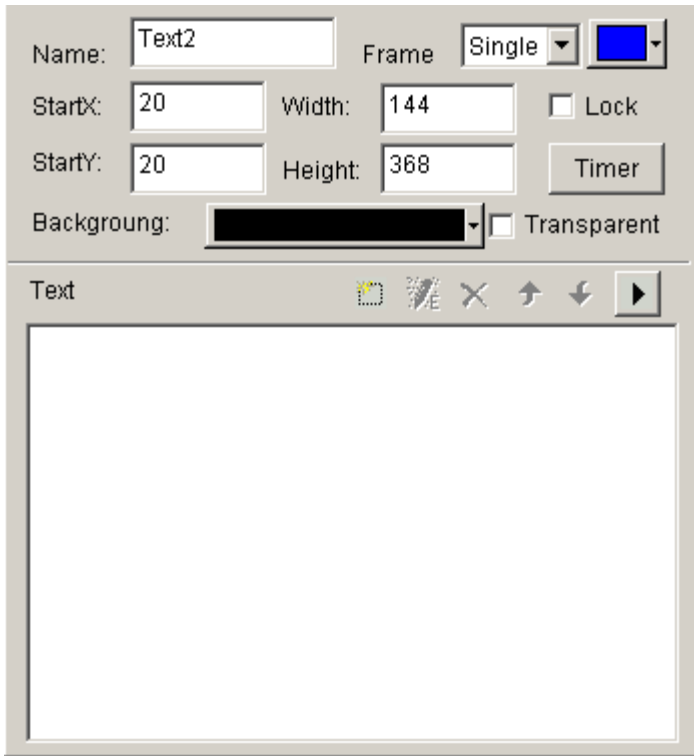 Name: Text2 Frame Single
StartX: 20 Width: 144 Lock
StartY: 20 Height: 368 Timer
Backgroung: Transparent
Text E